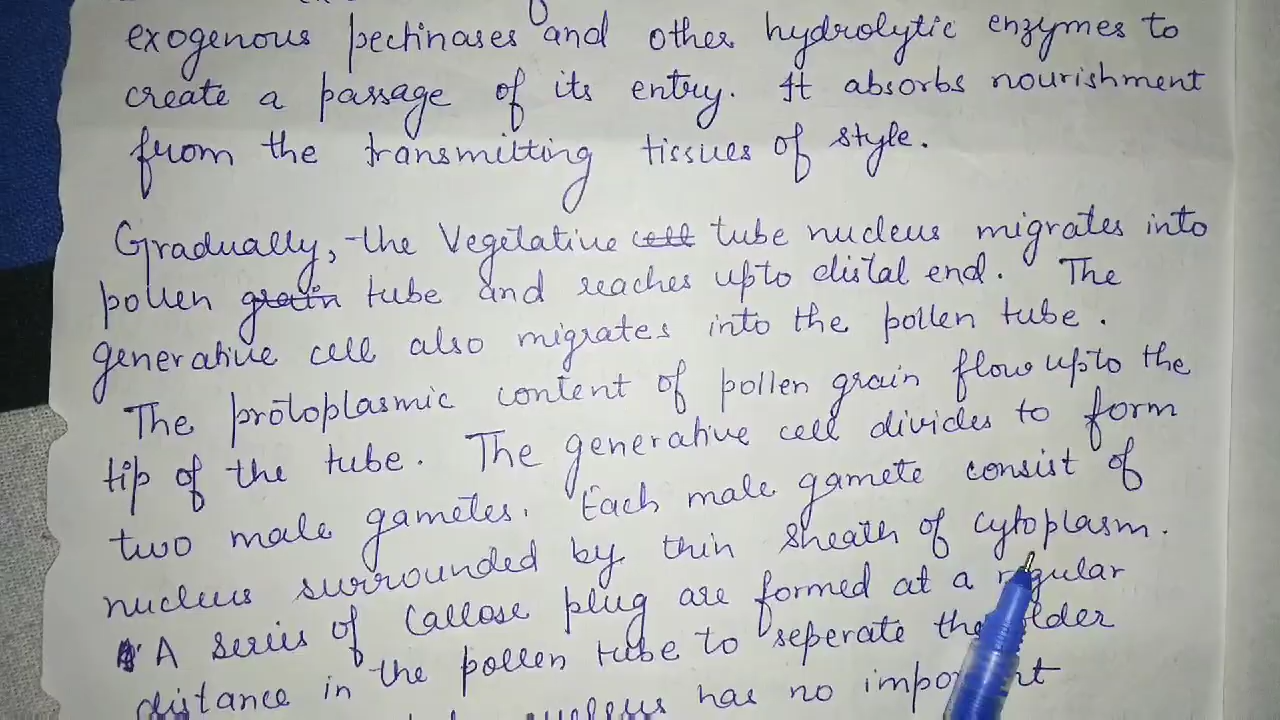 exogenous pectinases and other hydrolytic enzymes to
create a passage of its entry. It absorbs nourishment
from the transmitting tissues of style.
Gradually, the Vegetative cell tube nucleus migrates into
pollen grain tube and reaches upto distal end. The
generative cell also migrates into the pollen tube.
The protoplasmic content of pollen grain flow upto the
tip of the tube. The generative cell divides to form
two male gametes. Each male gamete consist of
nucleus surrounded by thin sheath of cytoplasm.
A series of Callose plug are formed at a regular
distance in the pollen tube to seperate the older
nucleus has no important